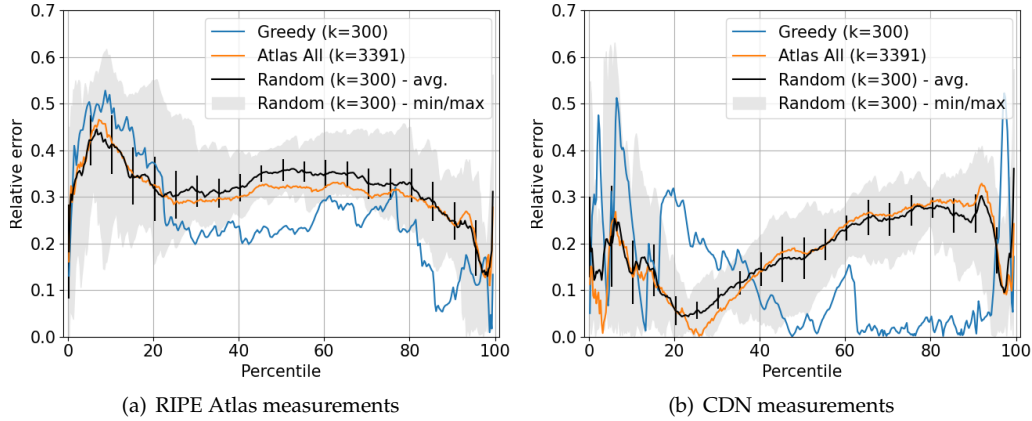 0.7
0.6
0.5
0.4
0.3
0.2
0.1
0.0
Relative error
0 20 40 60 80 100
Percentile
Greedy (k=300)
Atlas All (k=3391)
Random (k=300) - avg.
Random (k=300) - min/max
(a) RIPE Atlas measurements
0.7
0.6
0.5
0.4
0.3
0.2
0.1
0.0
Relative error
0 20 40 60 80 100
Percentile
Greedy (k=300)
Atlas All (k=3391)
Random (k=300) - avg.
Random (k=300) - min/max
(b) CDN measurements